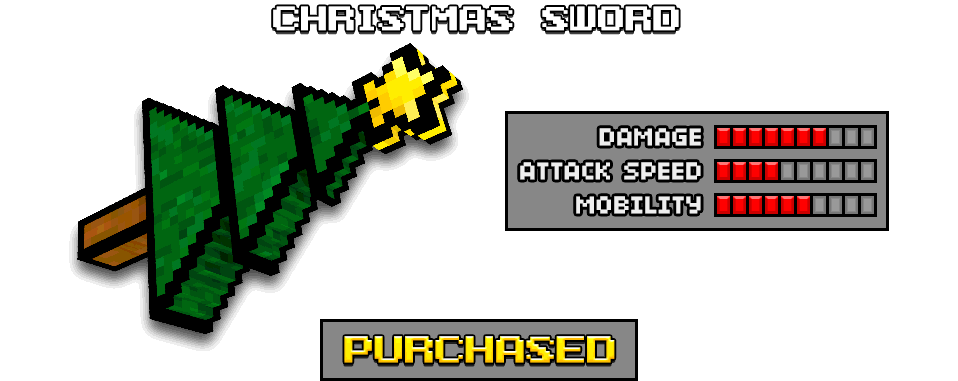 CHRISTMAS SWORD
DAMAGE
ATTACK SPEED
MOBILITY
PURCHASED